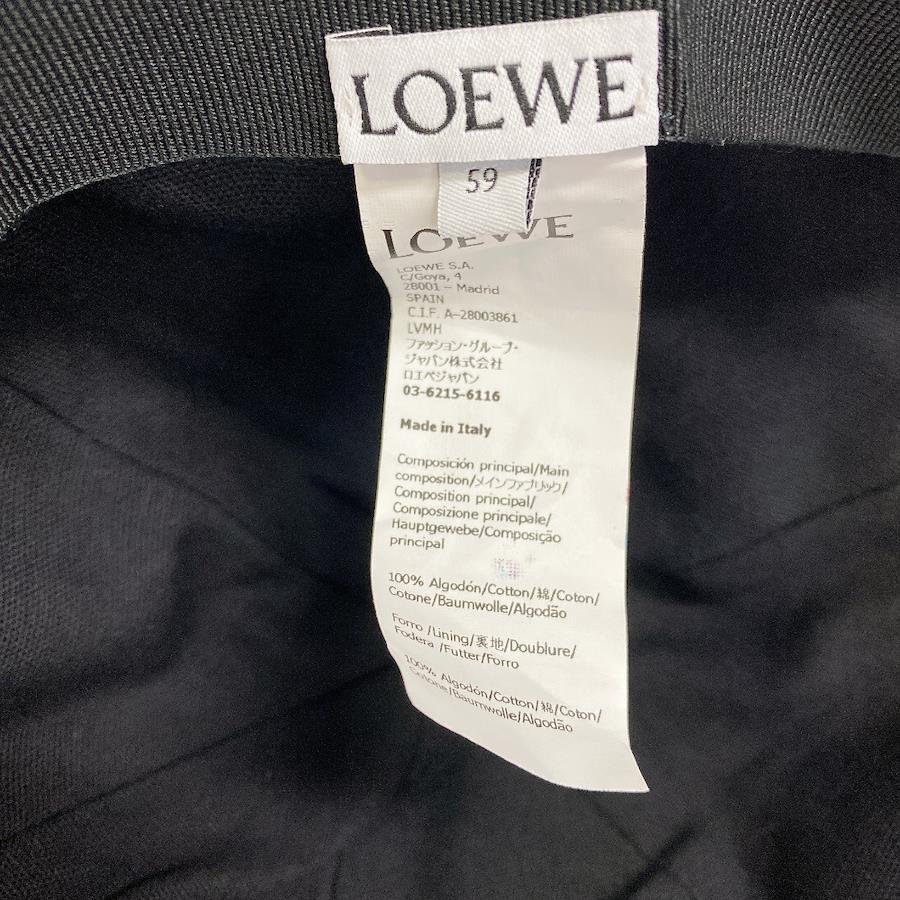 LOEWE
59
LOEWE
LOEWE S.A.
C/Goya, 4
28001 - Madrid
SPAIN
C.I.F. A-28003861
LVMH
ファッション・グループ・
ジャパン株式会社
ロエベジャパン
03-6215-6116
Made in Italy
Composición principal/Main
composition/メインファブリック/
Composition principal/
Composizione principale/
Hauptgewebe/Composição
principal
100% Algodón/Cotton/綿/Coton/
Cotone/Baumwolle/Algodão
Forro /Lining/裏地/Doublure/
Fodera /Futter/Forro
100% Algodón/Cotton/綿/Coton/
Cotone/Baumwolle/Algodão